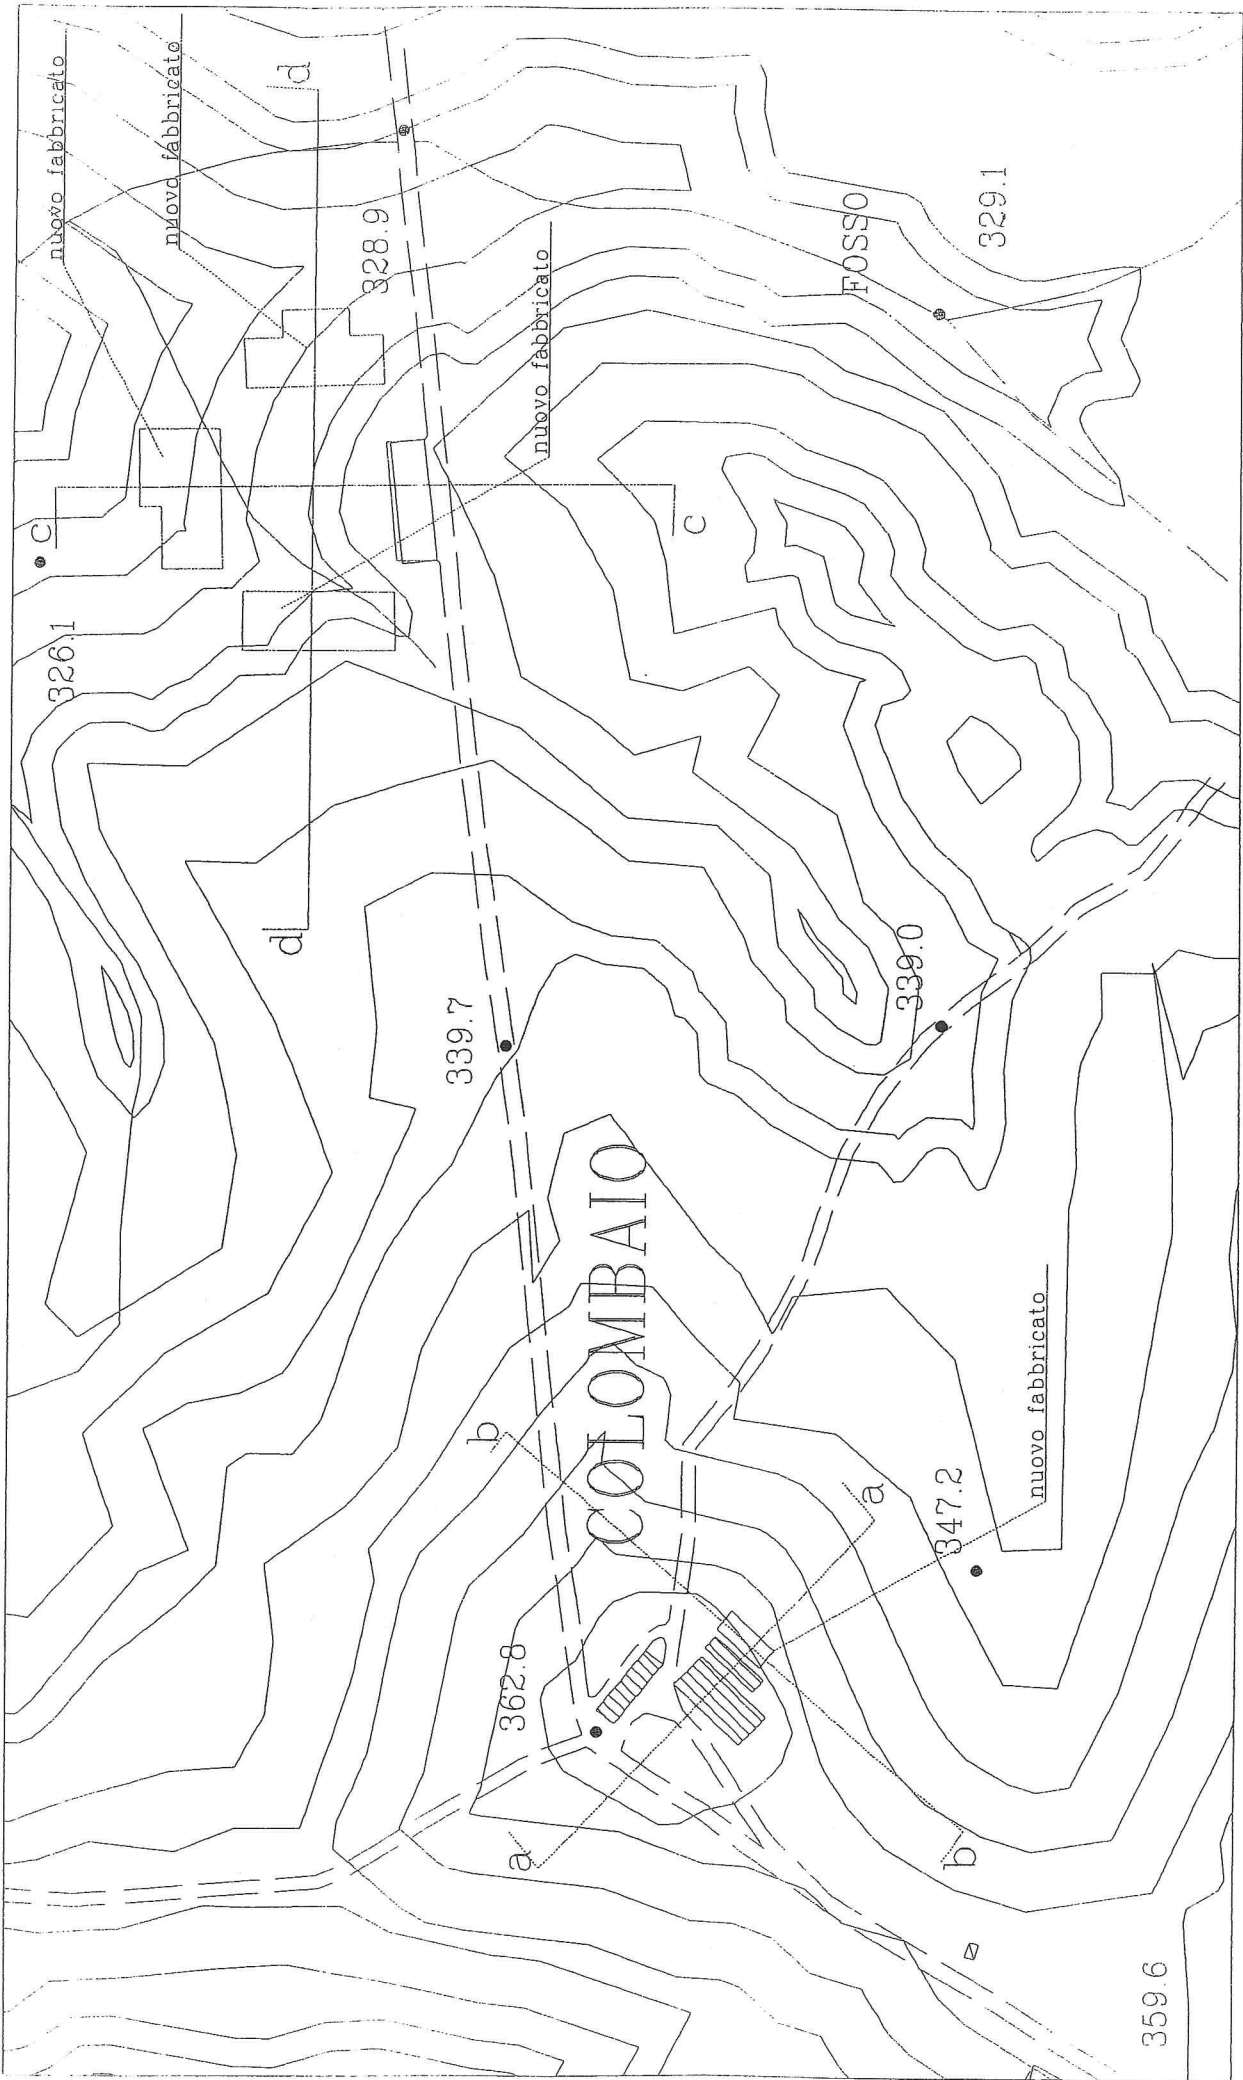 nuovo fabbricato
nuovo fabbricato
d
328.9
nuovo fabbricato
FOSSO
329.1
c
c
326.1
d
339.7
339.0
COLOMBAIO
b
a
347.2
nuovo fabbricato
362.8
a
b
359.6